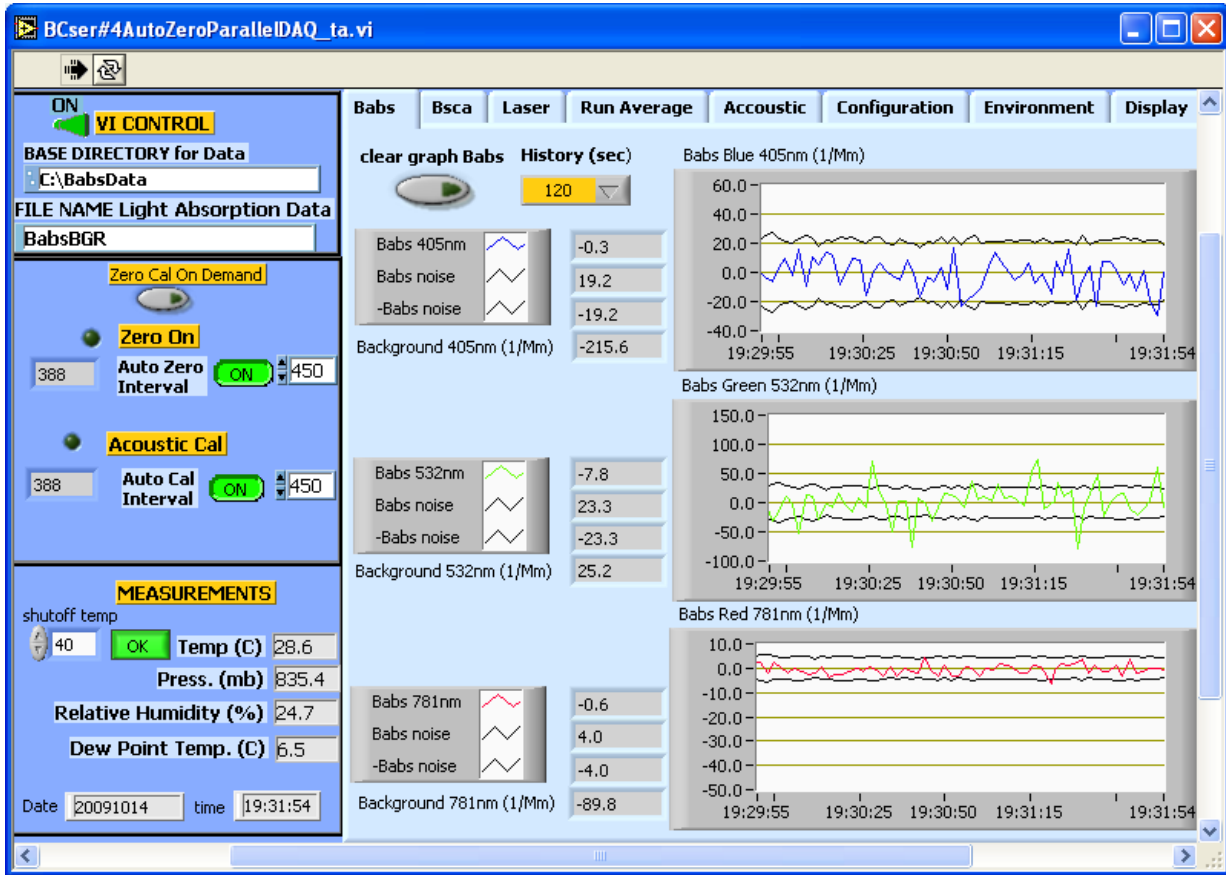 BCser#4AutoZeroParallelDAQ_ta.vi
ON
VI CONTROL
BASE DIRECTORY for Data
C:\BabsData
FILE NAME Light Absorption Data
BabsBGR
Zero Cal On Demand
Zero On
388
Auto Zero
Interval
ON
450
Acoustic Cal
388
Auto Cal
Interval
ON
450
MEASUREMENTS
shutoff temp
40
OK
Temp (C) 28.6
Press. (mb) 835.4
Relative Humidity (%) 24.7
Dew Point Temp. (C) 6.5
Date 20091014 time 19:31:54
Babs Bsca Laser Run Average Accoustic Configuration Environment Display
clear graph Babs
History (sec)
120
Babs 405nm -0.3
Babs noise 19.2
-Babs noise -19.2
Background 405nm (1/Mm) -215.6
Babs Blue 405nm (1/Mm)
60.0
40.0
20.0
0.0
-20.0
-40.0
19:29:55 19:30:25 19:30:50 19:31:15 19:31:54
Babs 532nm -7.8
Babs noise 23.3
-Babs noise -23.3
Background 532nm (1/Mm) 25.2
Babs Green 532nm (1/Mm)
150.0
100.0
50.0
0.0
-50.0
-100.0
19:29:55 19:30:25 19:30:50 19:31:15 19:31:54
Babs 781nm -0.6
Babs noise 4.0
-Babs noise -4.0
Background 781nm (1/Mm) -89.8
Babs Red 781nm (1/Mm)
10.0
0.0
-10.0
-20.0
-30.0
-40.0
-50.0
19:29:55 19:30:25 19:30:50 19:31:15 19:31:54